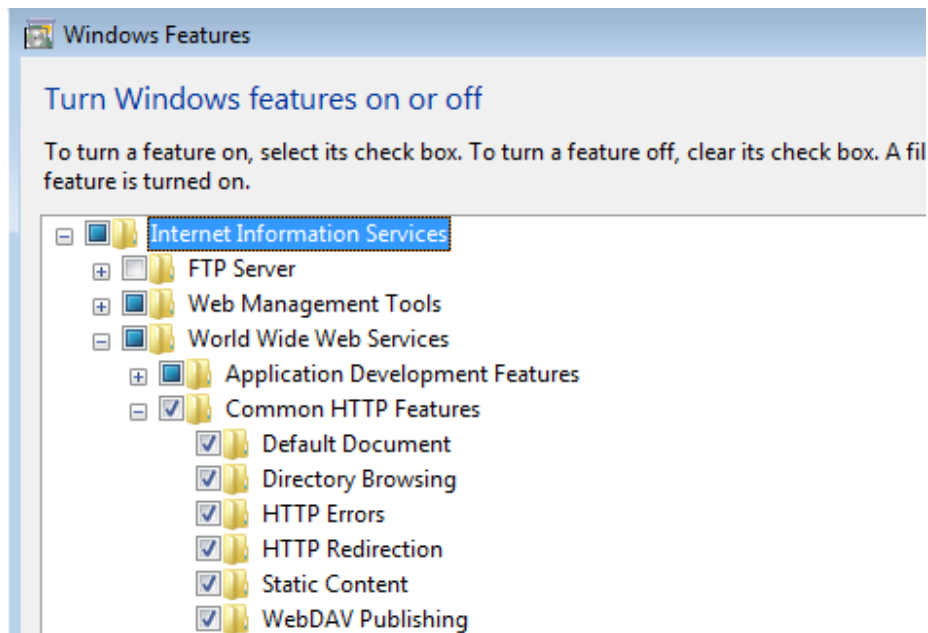 Windows Features
Turn Windows features on or off
To turn a feature on, select its check box. To turn a feature off, clear its check box. A fil
feature is turned on.
Internet Information Services
FTP Server
Web Management Tools
World Wide Web Services
Application Development Features
Common HTTP Features
Default Document
Directory Browsing
HTTP Errors
HTTP Redirection
Static Content
WebDAV Publishing